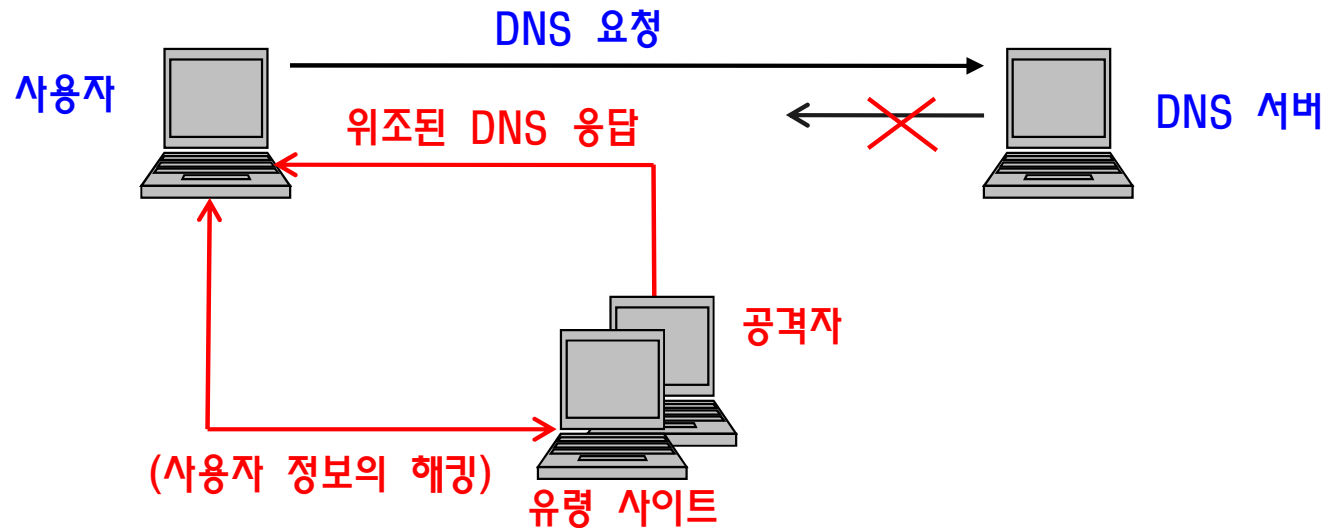 DNS 요청
사용자
위조된 DNS 응답
DNS 서버
공격자
(사용자 정보의 해킹)
유령 사이트